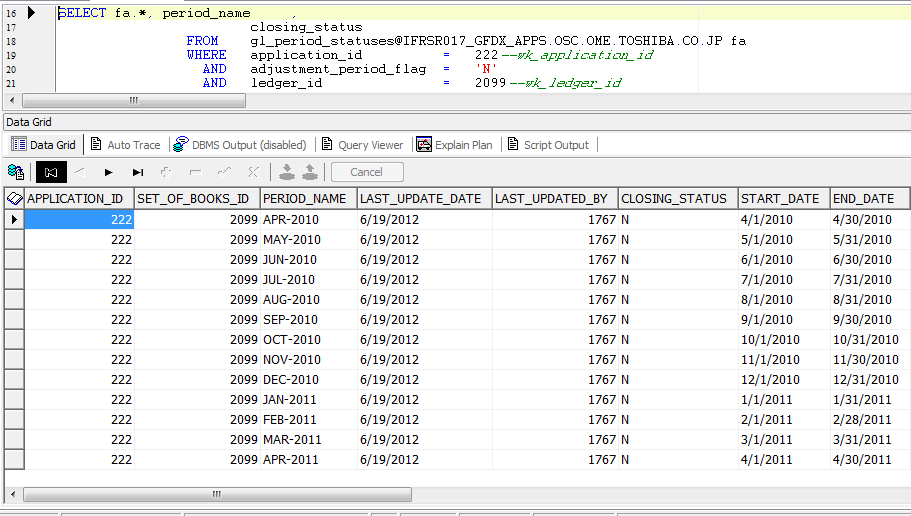 16 SELECT fa.*, period_name ,
17 closing_status
18 FROM gl_period_statuses@IFRSR017_GFDX_APPS.OSC.OME.TOSHIBA.CO.JP fa
19 WHERE application_id = 222--wk_application_id
20 AND adjustment_period_flag = 'N'
21 AND ledger_id = 2099--wk_ledger_id
Data Grid
Data Grid Auto Trace DBMS Output (disabled) Query Viewer Explain Plan Script Output
Cancel
APPLICATION_ID SET_OF_BOOKS_ID PERIOD_NAME LAST_UPDATE_DATE LAST_UPDATED_BY CLOSING_STATUS START_DATE END_DATE
222 2099 APR-2010 6/19/2012 1767 N 4/1/2010 4/30/2010
222 2099 MAY-2010 6/19/2012 1767 N 5/1/2010 5/31/2010
222 2099 JUN-2010 6/19/2012 1767 N 6/1/2010 6/30/2010
222 2099 JUL-2010 6/19/2012 1767 N 7/1/2010 7/31/2010
222 2099 AUG-2010 6/19/2012 1767 N 8/1/2010 8/31/2010
222 2099 SEP-2010 6/19/2012 1767 N 9/1/2010 9/30/2010
222 2099 OCT-2010 6/19/2012 1767 N 10/1/2010 10/31/2010
222 2099 NOV-2010 6/19/2012 1767 N 11/1/2010 11/30/2010
222 2099 DEC-2010 6/19/2012 1767 N 12/1/2010 12/31/2010
222 2099 JAN-2011 6/19/2012 1767 N 1/1/2011 1/31/2011
222 2099 FEB-2011 6/19/2012 1767 N 2/1/2011 2/28/2011
222 2099 MAR-2011 6/19/2012 1767 N 3/1/2011 3/31/2011
222 2099 APR-2011 6/19/2012 1767 N 4/1/2011 4/30/2011